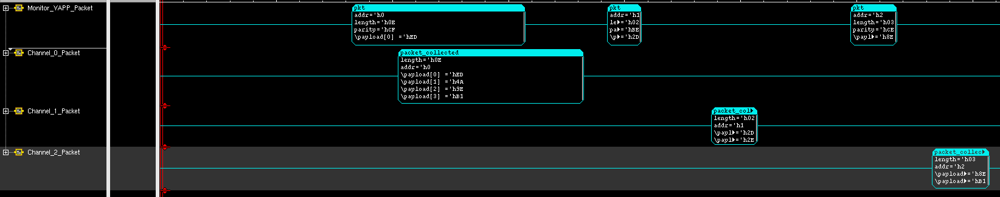 Monitor_YAPP_Packet
pkt
addr='h0
length='h0E
parity='hCF
\payload[0] ='hED
pkt
addr='h1
le▶='h02
pa▶='hBE
\p▶='h2D
pkt
addr='h2
length='h03
parity='hCE
\payl▶='h8E
Channel_0_Packet
packet_collected
length='h0E
addr='h0
\payload[0] ='hED
\payload[1] ='h4A
\payload[2] ='h9E
\payload[3] ='hB1
Channel_1_Packet
packet_col▶
length='h02
addr='h1
\payl▶='h2D
\payl▶='h2E
Channel_2_Packet
packet_collec▶
length='h03
addr='h2
\payload▶='h8E
\payload▶='hB1